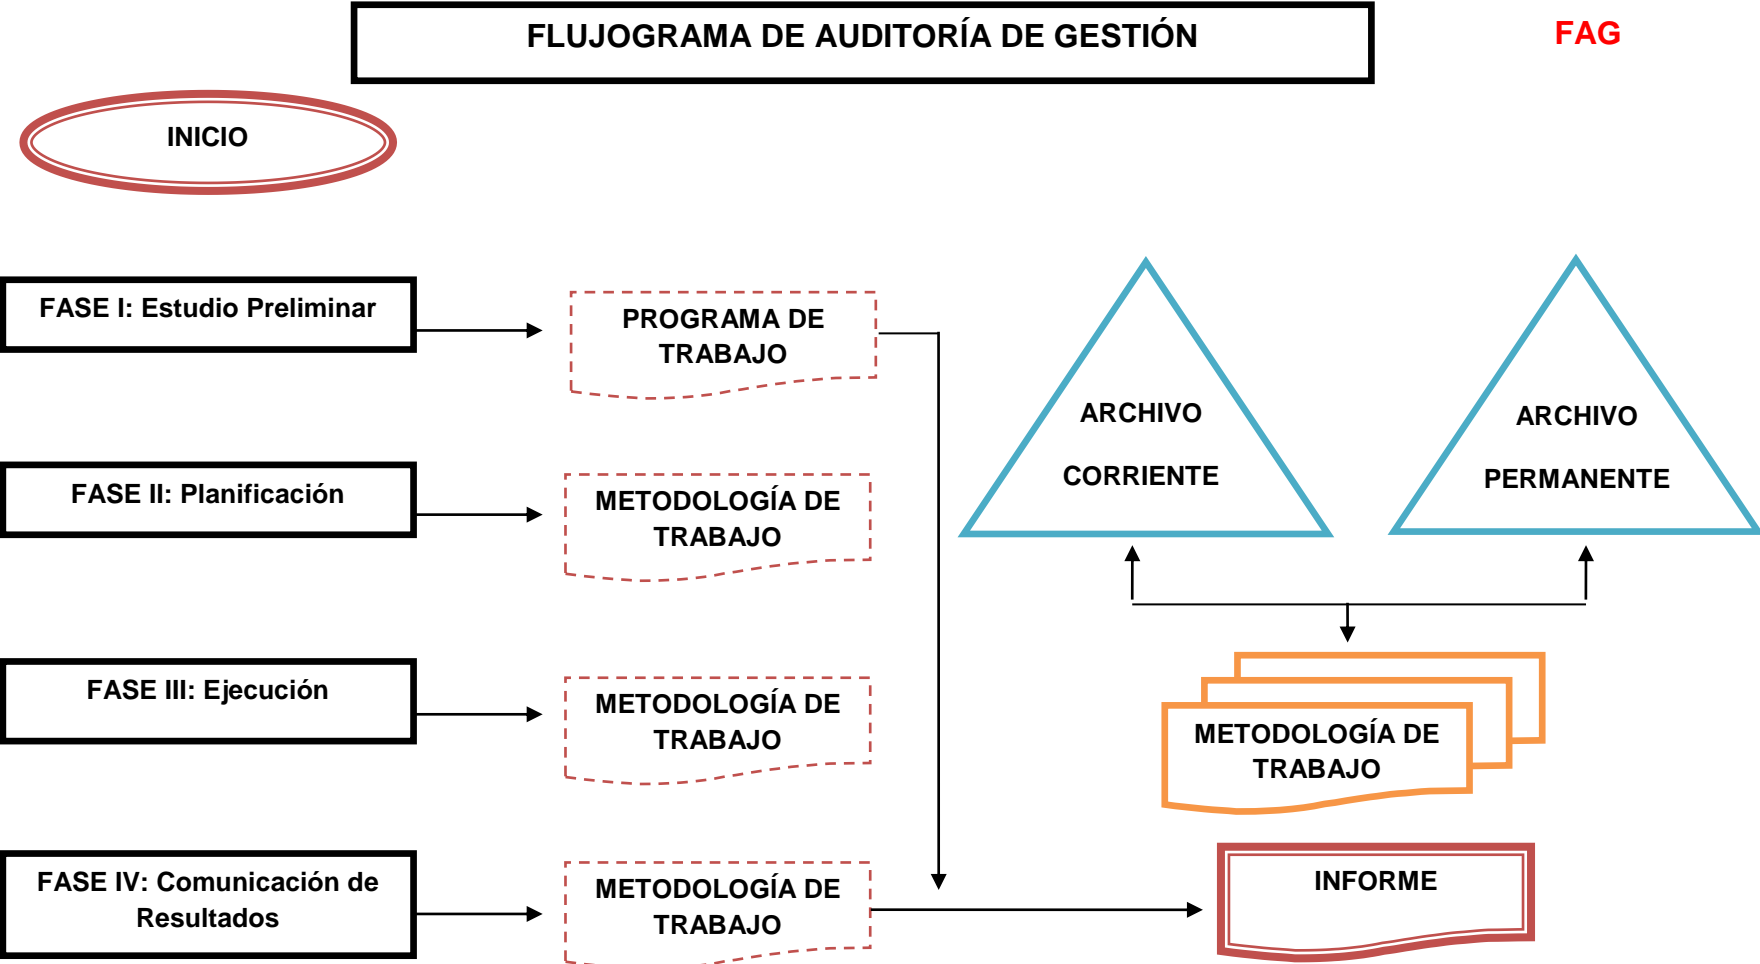 FLUJOGRAMA DE AUDITORÍA DE GESTIÓN
FAG
INICIO
FASE I: Estudio Preliminar
PROGRAMA DE
TRABAJO
ARCHIVO
CORRIENTE
ARCHIVO
PERMANENTE
FASE II: Planificación
METODOLOGÍA DE
TRABAJO
FASE III: Ejecución
METODOLOGÍA DE
TRABAJO
METODOLOGÍA DE
TRABAJO
FASE IV: Comunicación de
Resultados
METODOLOGÍA DE
TRABAJO
INFORME